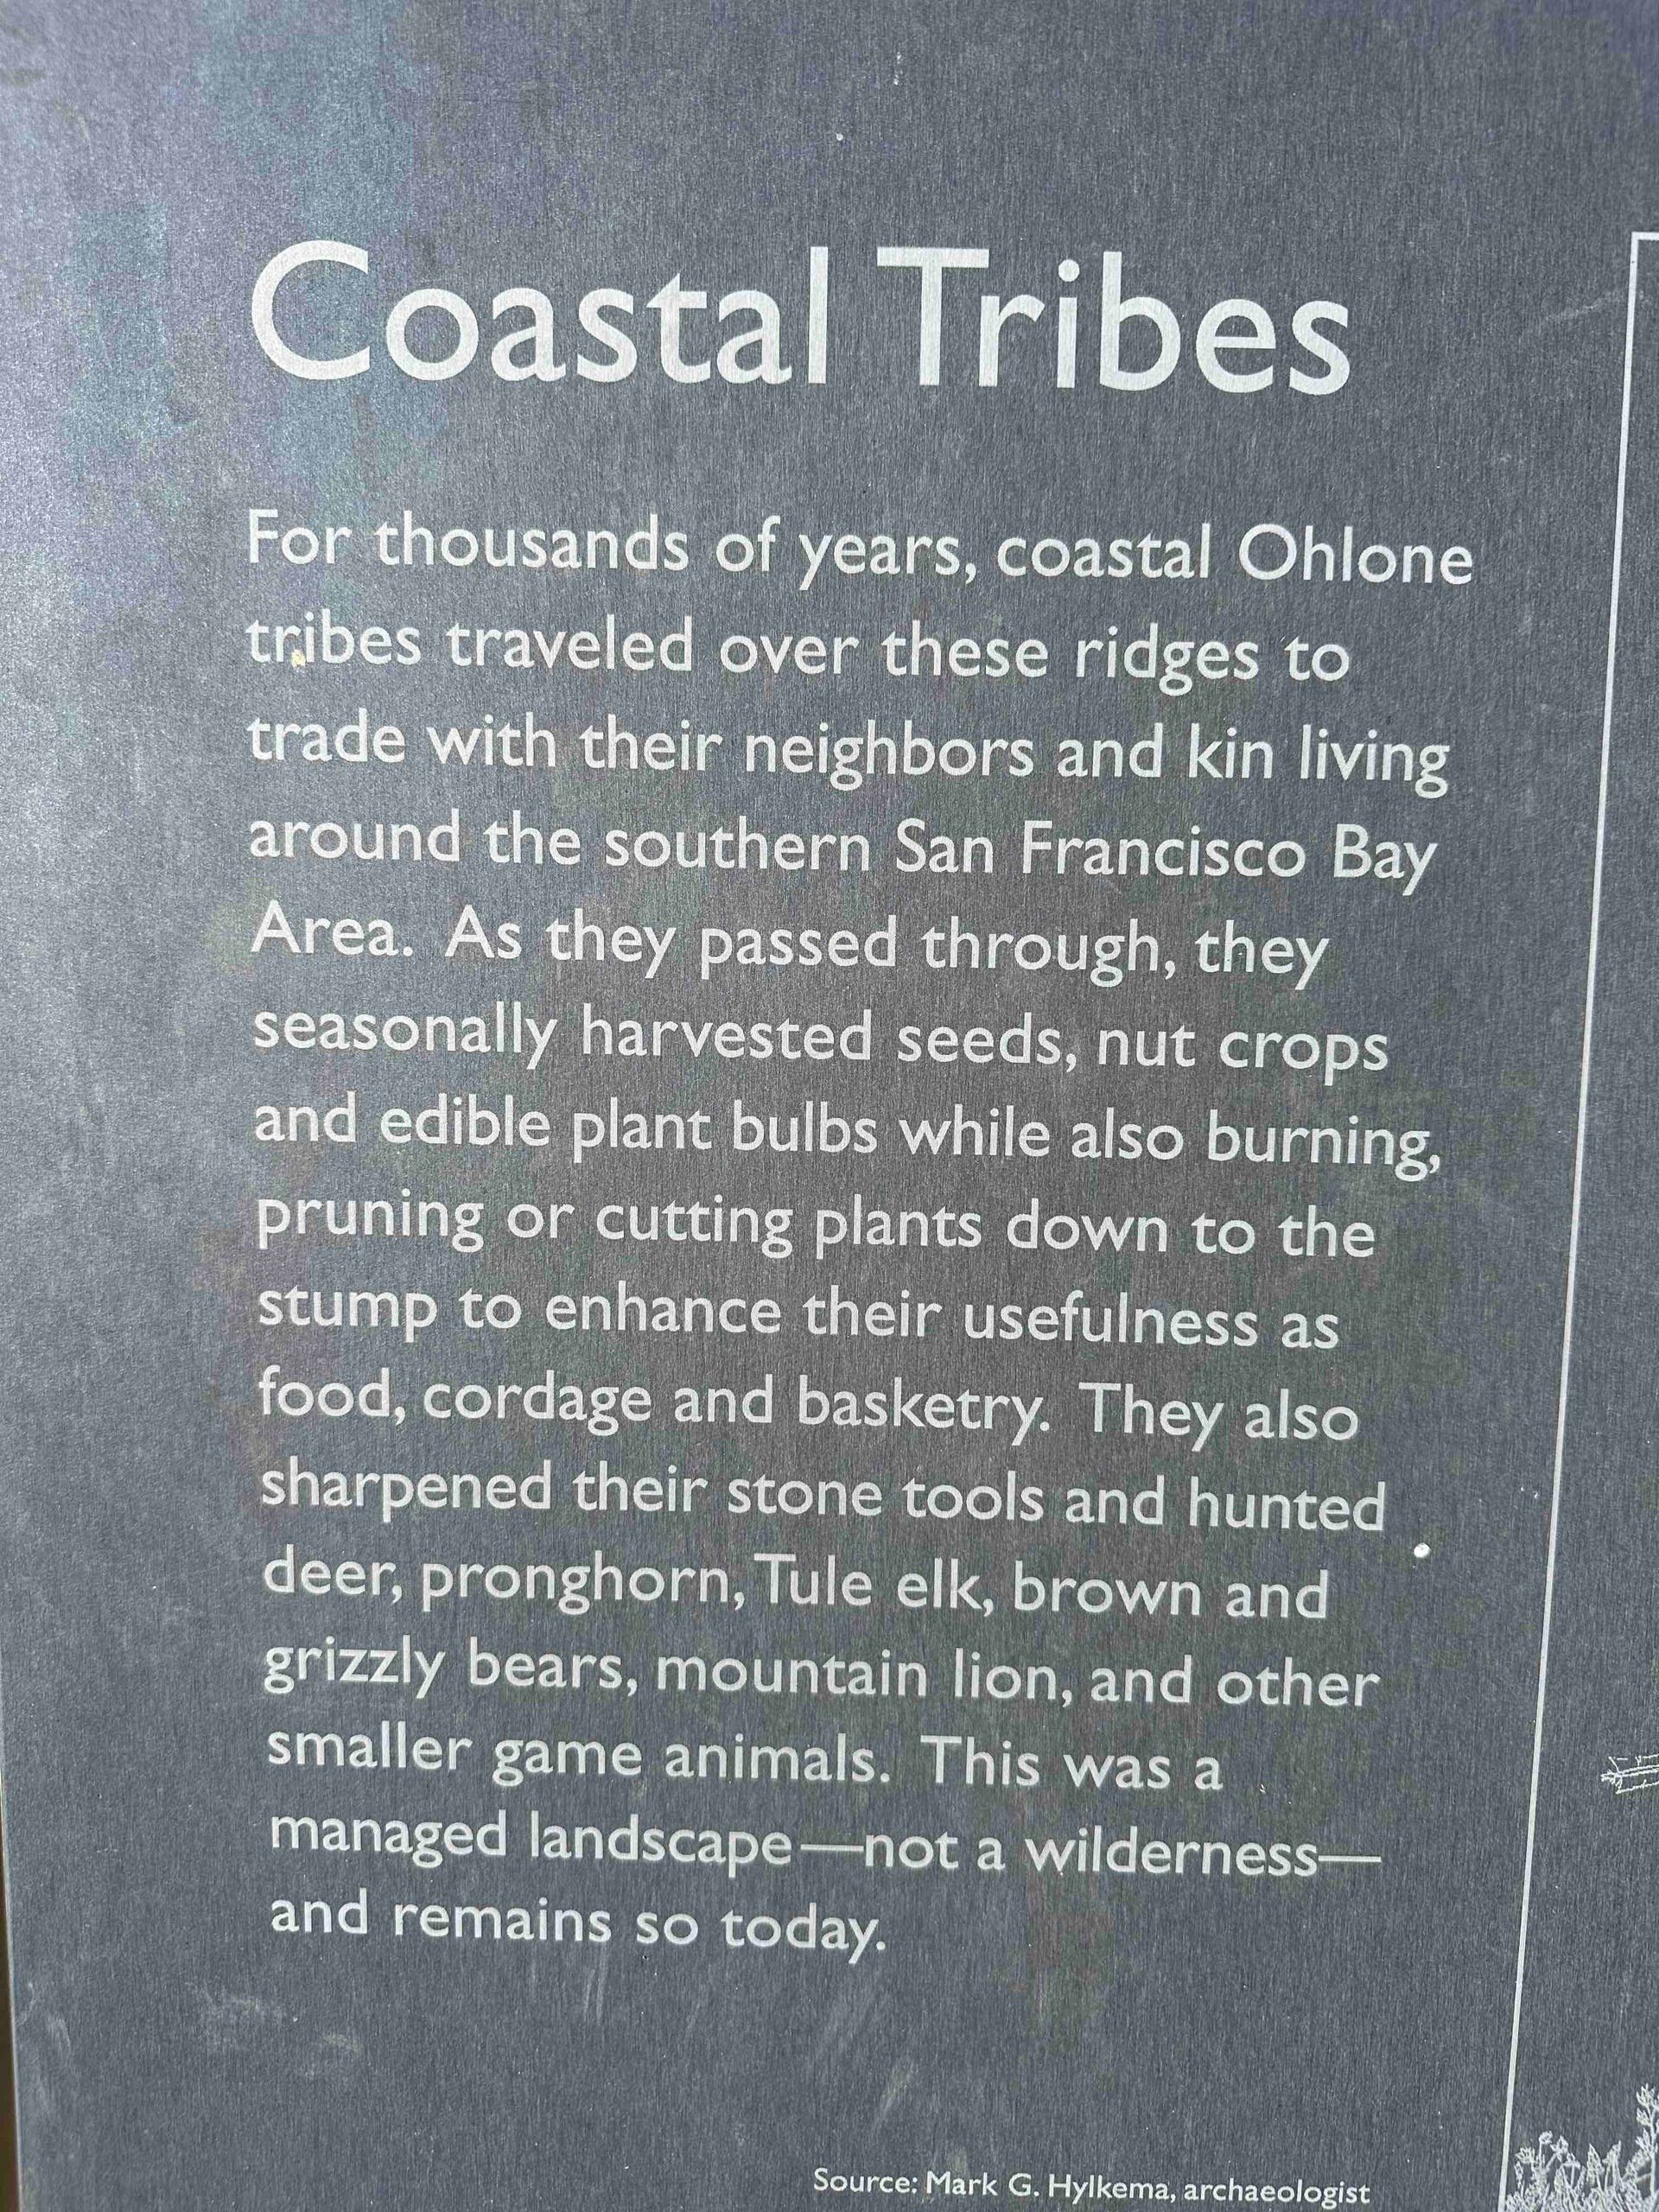 Coastal Tribes
For thousands of years, coastal Ohlone
tribes traveled over these ridges to
trade with their neighbors and kin living
around the southern San Francisco Bay
Area. As they passed through, they
seasonally harvested seeds, nut crops
and edible plant bulbs while also burning,
pruning or cutting plants down to the
stump to enhance their usefulness as
food, cordage and basketry. They also
sharpened their stone tools and hunted
deer, pronghorn, Tule elk, brown and
grizzly bears, mountain lion, and other
smaller game animals. This was a
managed landscape—not a wilderness—
and remains so today.
Source: Mark G. Hylkema, archaeologist